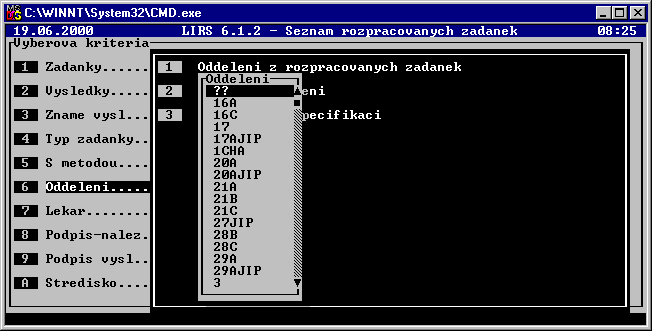 C:\WINNT\System32\CMD.exe
19.06.2000 LIRS 6.1.2 - Seznam rozpracovanych zadanek 08:25
Vyberova kriteria
1 Zadanky......
2 Vysledky.....
3 Zname vysl...
4 Typ zadanky..
5 S metodou....
6 Oddeleni.....
7 Lekar........
8 Podpis-nalez.
9 Podpis vysl..
A Stredisko....
1 Oddeleni z rozpracovanych zadanek
2 eni
3 pecifikaci
Oddeleni
??
16A
16C
17
17AJIP
1CHA
20A
20AJIP
21A
21B
21C
27JIP
28B
28C
29A
29AJIP
3